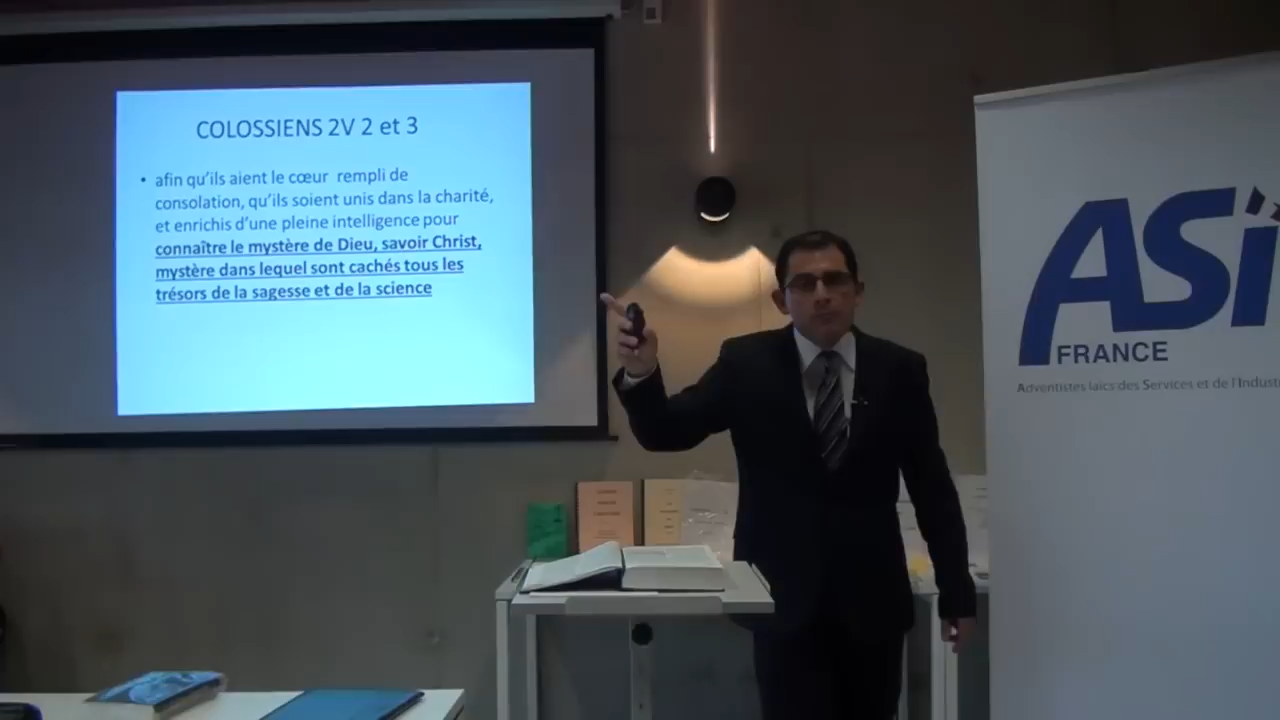 COLOSSIENS 2V 2 et 3
• afin qu'ils aient le cœur rempli de
consolation, qu'ils soient unis dans la charité,
et enrichis d'une pleine intelligence pour
connaître le mystère de Dieu, savoir Christ,
mystère dans lequel sont cachés tous les
trésors de la sagesse et de la science
ASi
FRANCE
Adventistes laïcs des Services et de l'Indust